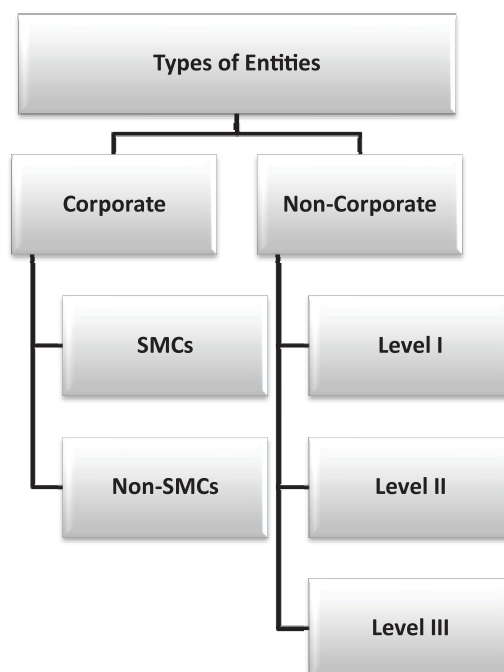 Types of Entities
Corporate
Non-Corporate
SMCs
Level I
Non-SMCs
Level II
Level III